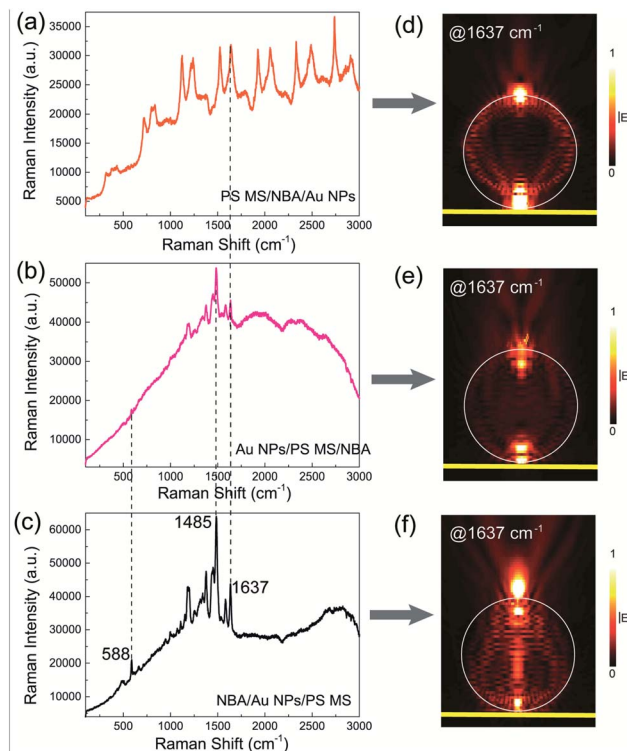 (a)
35000
30000
25000
20000
15000
10000
5000
Raman Intensity (a.u.)
PS MS/NBA/Au NPs
500 1000 1500 2000 2500 3000
Raman Shift (cm⁻¹)
(d)
@1637 cm⁻¹
1
|E
0
(b)
50000
40000
30000
20000
10000
Raman Intensity (a.u.)
Au NPs/PS MS/NBA
500 1000 1500 2000 2500 3000
Raman Shift (cm⁻¹)
(e)
@1637 cm⁻¹
1
|E
0
(c)
60000
50000
40000
30000
20000
10000
Raman Intensity (a.u.)
1485
1637
588
NBA/Au NPs/PS MS
500 1000 1500 2000 2500 3000
Raman Shift (cm⁻¹)
(f)
@1637 cm⁻¹
1
|E
0